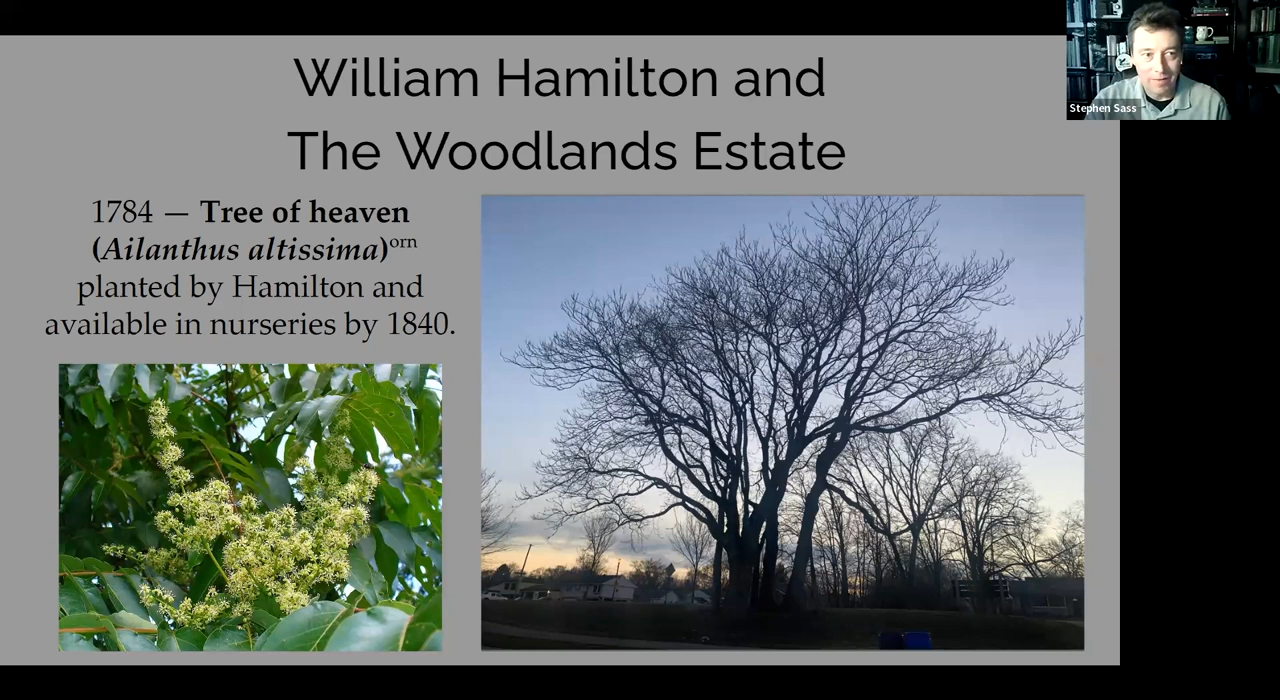 William Hamilton and
The Woodlands Estate
Stephen Sass
1784 — Tree of heaven
(Ailanthus altissima)orn
planted by Hamilton and
available in nurseries by 1840.